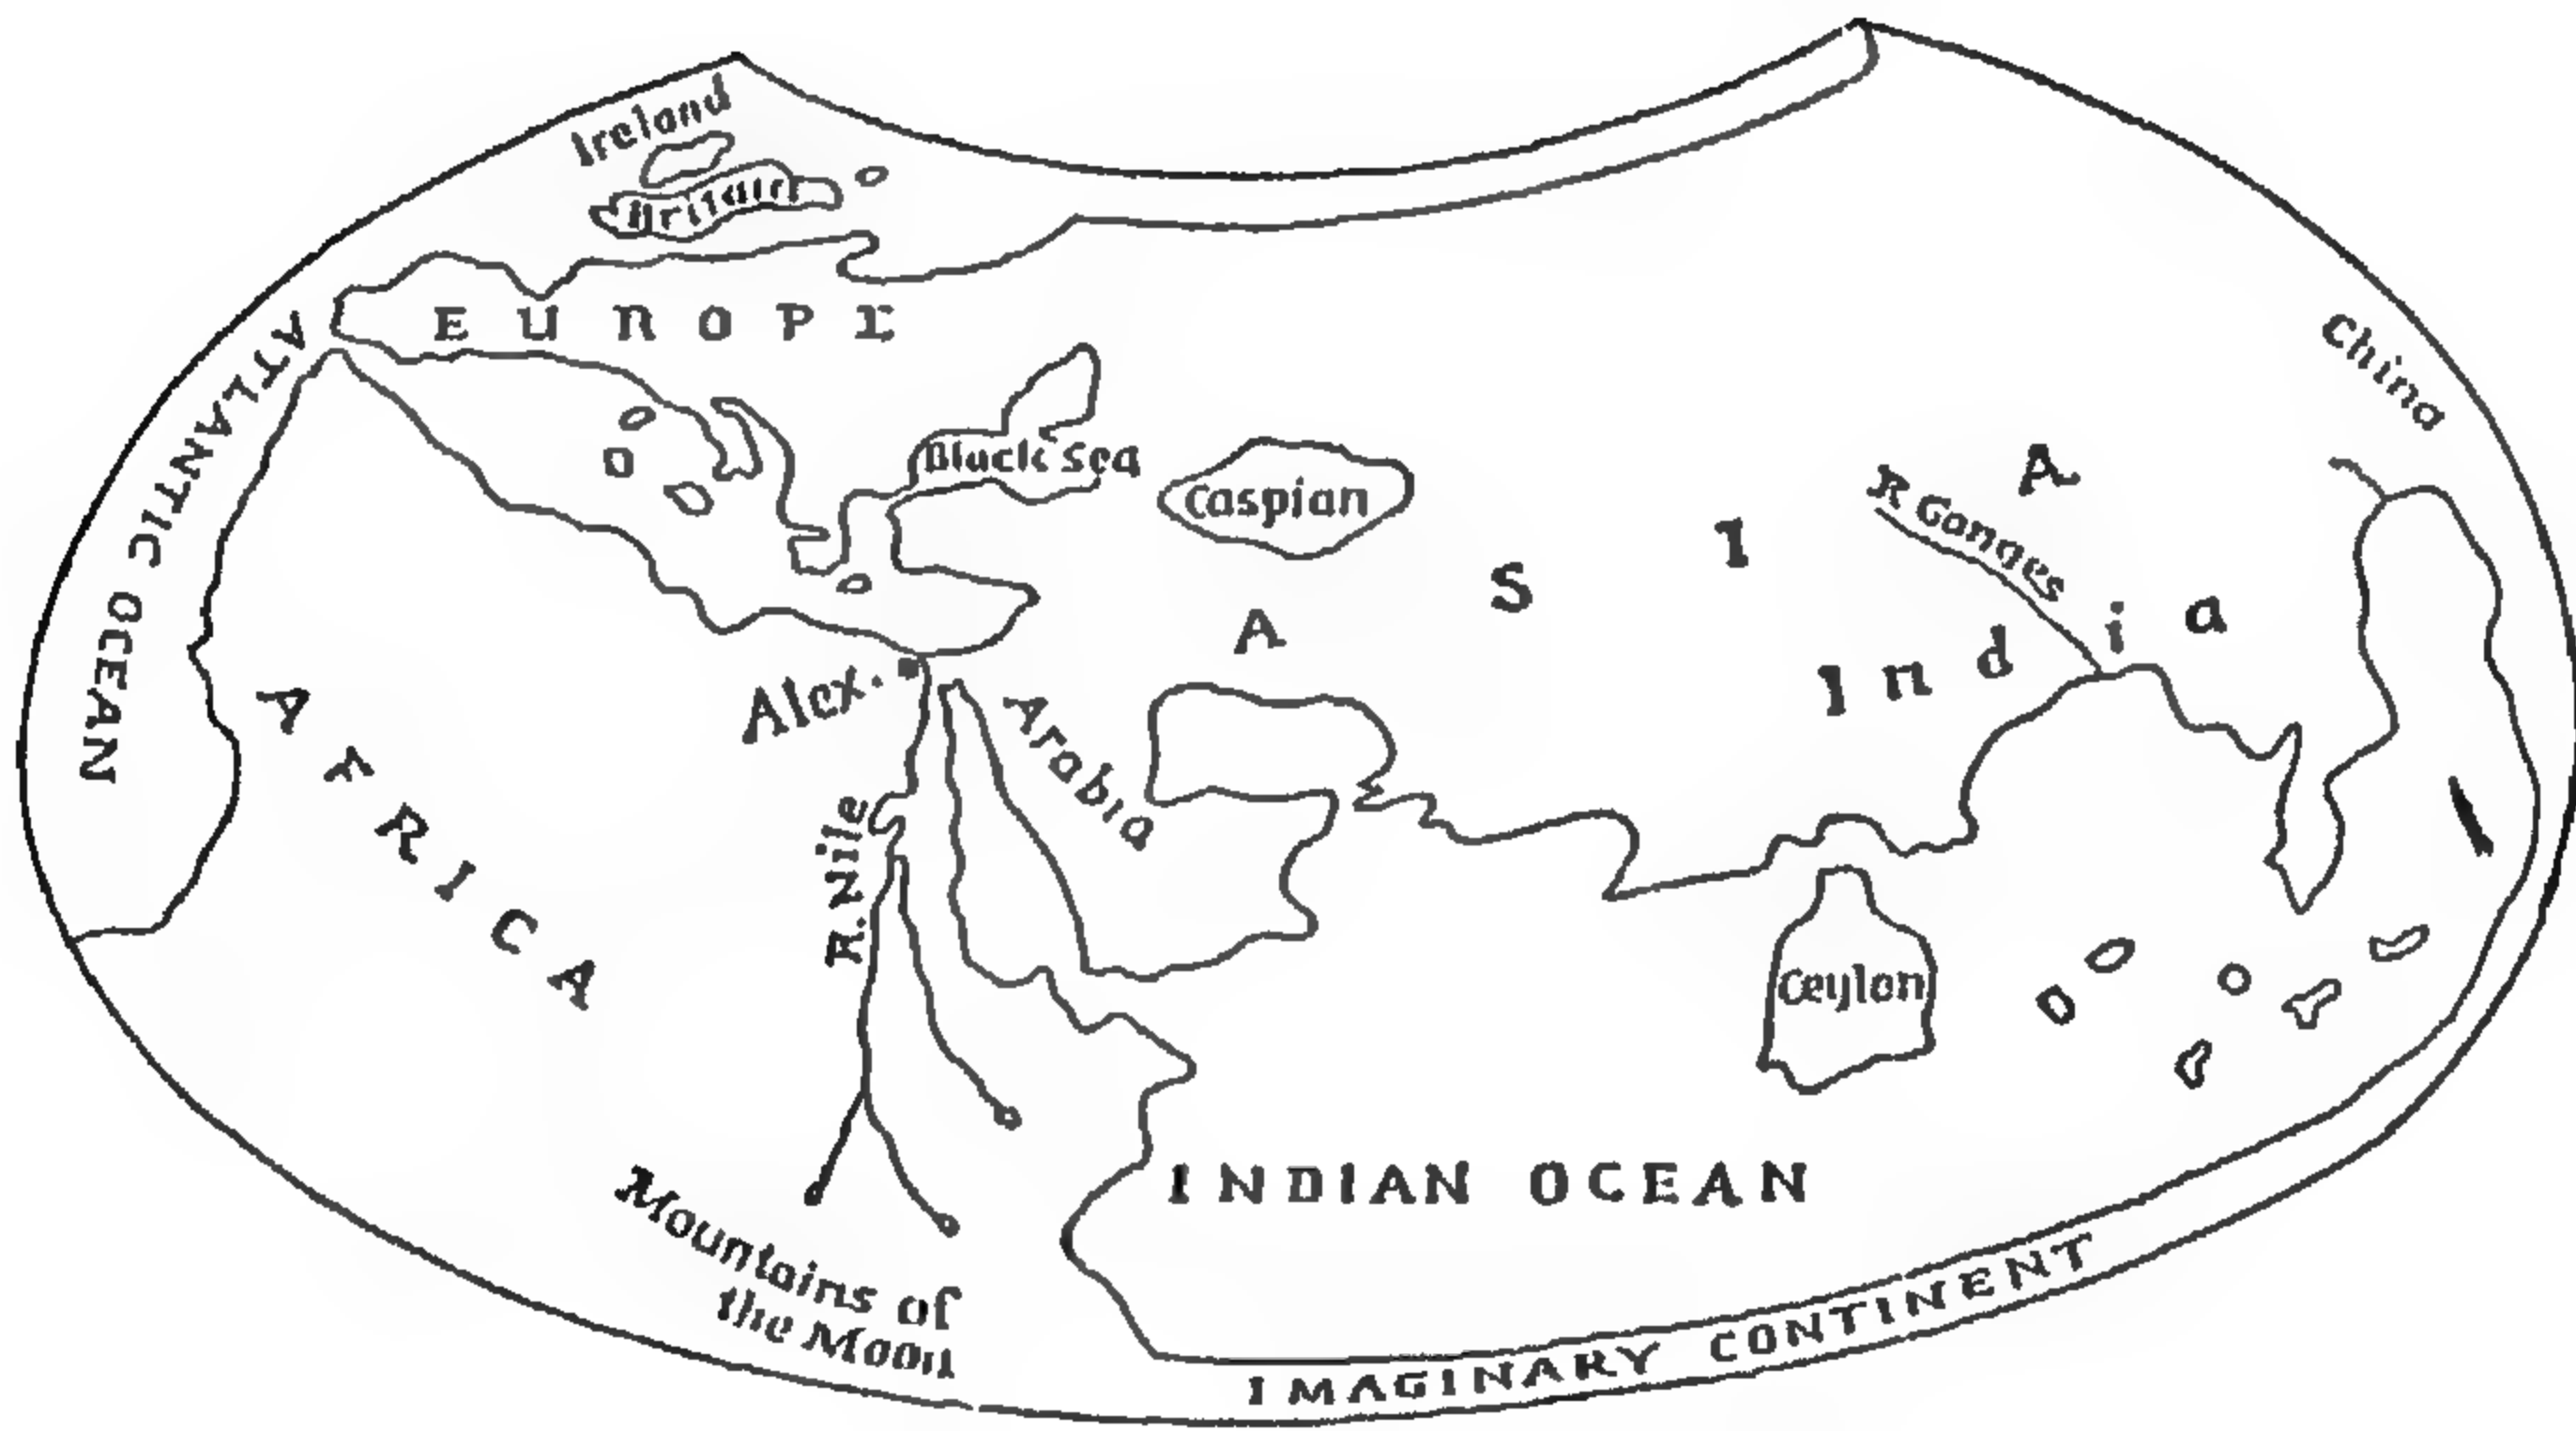 Ireland
Britain
EUROPE
ATLANTIC OCEAN
Black Sea
Caspian
China
R Ganges
ASIA
India
Alex.
Arabia
AFRICA
R. Nile
Ceylon
INDIAN OCEAN
Mountains of
the Moon
IMAGINARY CONTINENT